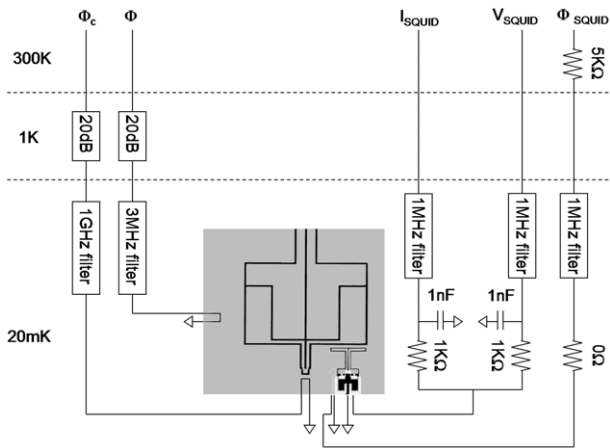 Φc Φ ISQUID VSQUID Φ SQUID
300K
5KΩ
1K
20dB
20dB
1GHz filter
3MHz filter
1MHz filter
1MHz filter
1MHz filter
1nF
1nF
20mK
1KΩ
1KΩ
0Ω